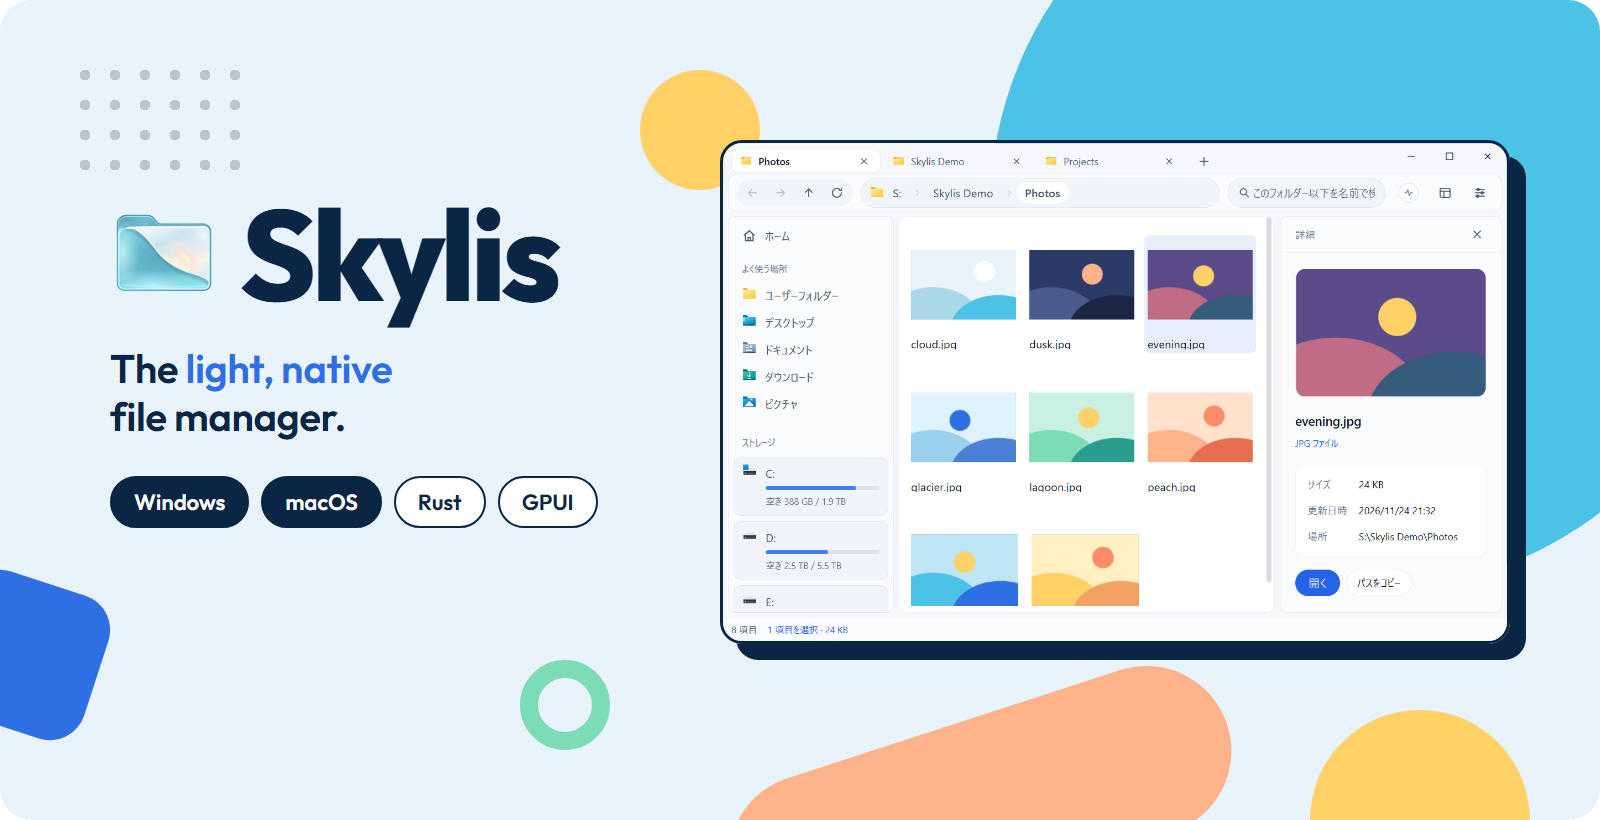 Skylis
The light, native
file manager.
Windows
macOS
Rust
GPUI
Photos
Skylis Demo
Projects
S:
Skylis Demo
Photos
このフォルダー以下を名前で検
ホーム
よく使う場所
ユーザーフォルダー
デスクトップ
ドキュメント
ダウンロード
ピクチャ
ストレージ
C:
空き 388 GB / 1.9 TB
D:
空き 2.5 TB / 5.5 TB
E:
cloud.jpg
dusk.jpg
evening.jpg
glacier.jpg
lagoon.jpg
peach.jpg
詳細
evening.jpg
JPG ファイル
サイズ 24 KB
更新日時 2026/11/24 21:32
場所 S:\Skylis Demo\Photos
開く
パスをコピー
8 項目 1 項目を選択 · 24 KB